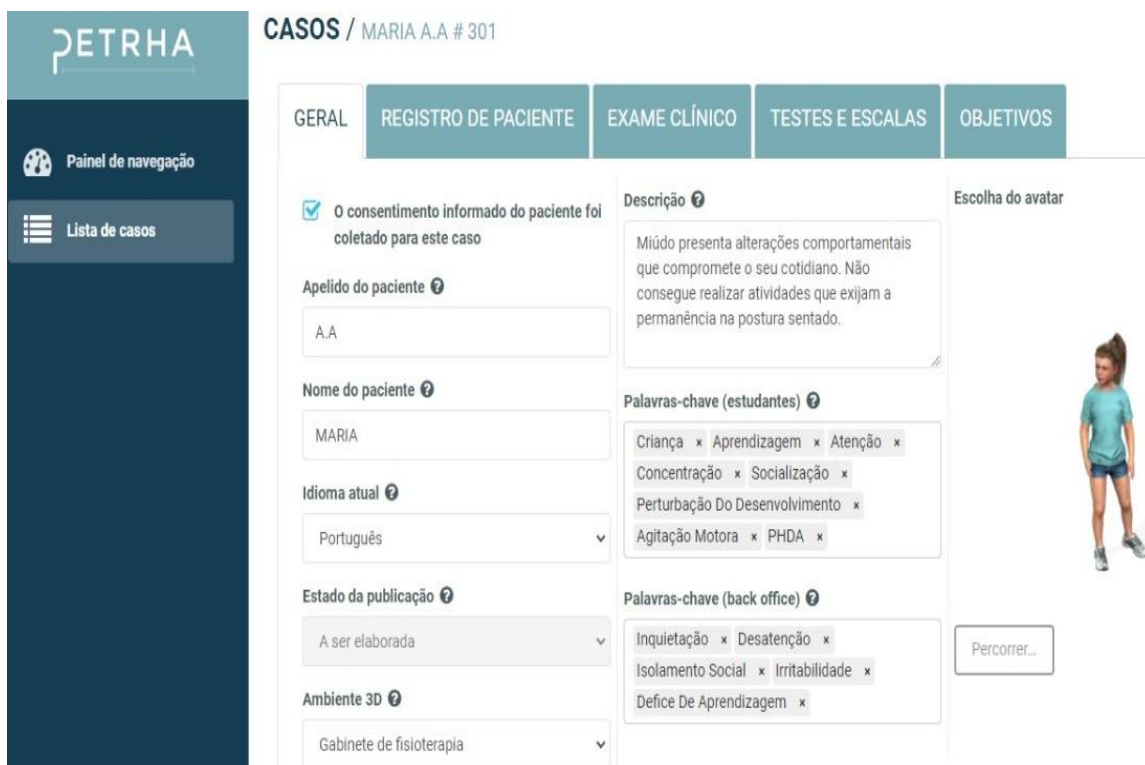 PETRHA
Painel de navegação
Lista de casos
CASOS / MARIA A.A # 301
GERAL
REGISTRO DE PACIENTE
EXAME CLÍNICO
TESTES E ESCALAS
OBJETIVOS
O consentimento informado do paciente foi
coletado para este caso
Apelido do paciente
A.A
Nome do paciente
MARIA
Idioma atual
Português
Estado da publicação
A ser elaborada
Ambiente 3D
Gabinete de fisioterapia
Descrição
Miúdo presenta alterações comportamentais
que compromete o seu cotidiano. Não
consegue realizar atividades que exijam a
permanência na postura sentado.
Palavras-chave (estudantes)
Criança × Aprendizagem × Atenção ×
Concentração × Socialização ×
Perturbação Do Desenvolvimento ×
Agitação Motora × PHDA ×
Palavras-chave (back office)
Inquietação × Desatenção ×
Isolamento Social × Irritabilidade ×
Defice De Aprendizagem ×
Escolha do avatar
Percorrer...